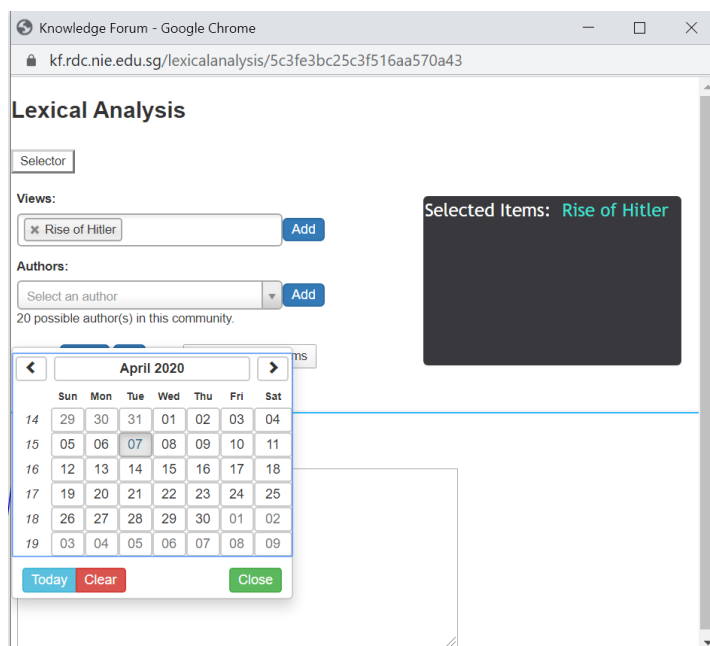 Knowledge Forum - Google Chrome
kf.rdc.nie.edu.sg/lexicalanalysis/5c3fe3bc25c3f516aa570a43
Lexical Analysis
Selector
Views:
Rise of Hitler
Add
Selected Items: Rise of Hitler
Authors:
Select an author
Add
20 possible author(s) in this community.
ms
April 2020
Sun Mon Tue Wed Thu Fri Sat
14 29 30 31 01 02 03 04
15 05 06 07 08 09 10 11
16 12 13 14 15 16 17 18
17 19 20 21 22 23 24 25
18 26 27 28 29 30 01 02
19 03 04 05 06 07 08 09
Today Clear Close